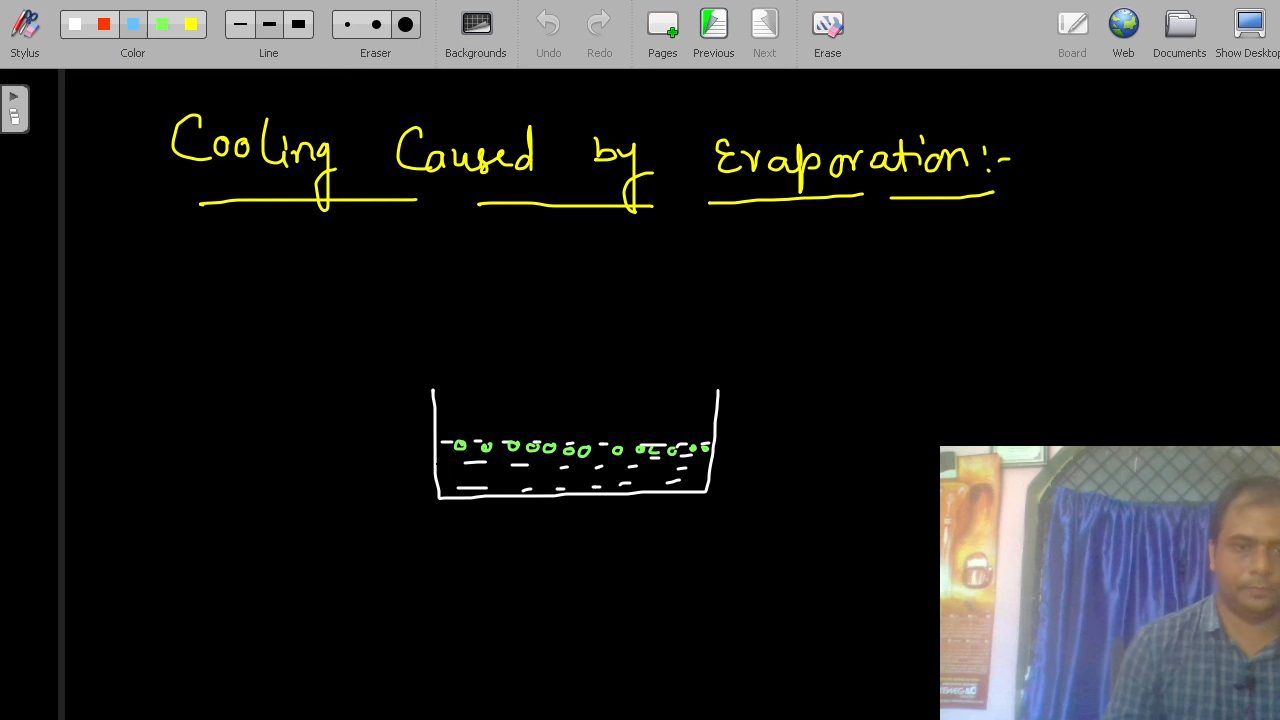 Stylus
Color
Line
Eraser
Backgrounds
Undo
Redo
Pages
Previous
Next
Erase
Board
Web
Documents
Show Desktop
Cooling Caused by Evaporation:-